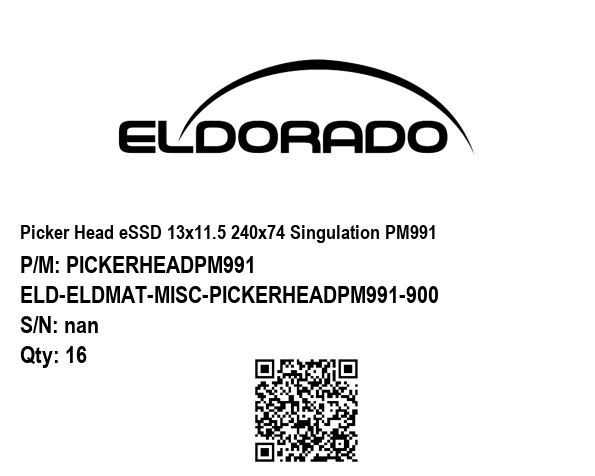 ELDORADO
Picker Head eSSD 13x11.5 240x74 Singulation PM991
P/M: PICKERHEADPM991
ELD-ELDMAT-MISC-PICKERHEADPM991-900
S/N: nan
Qty: 16